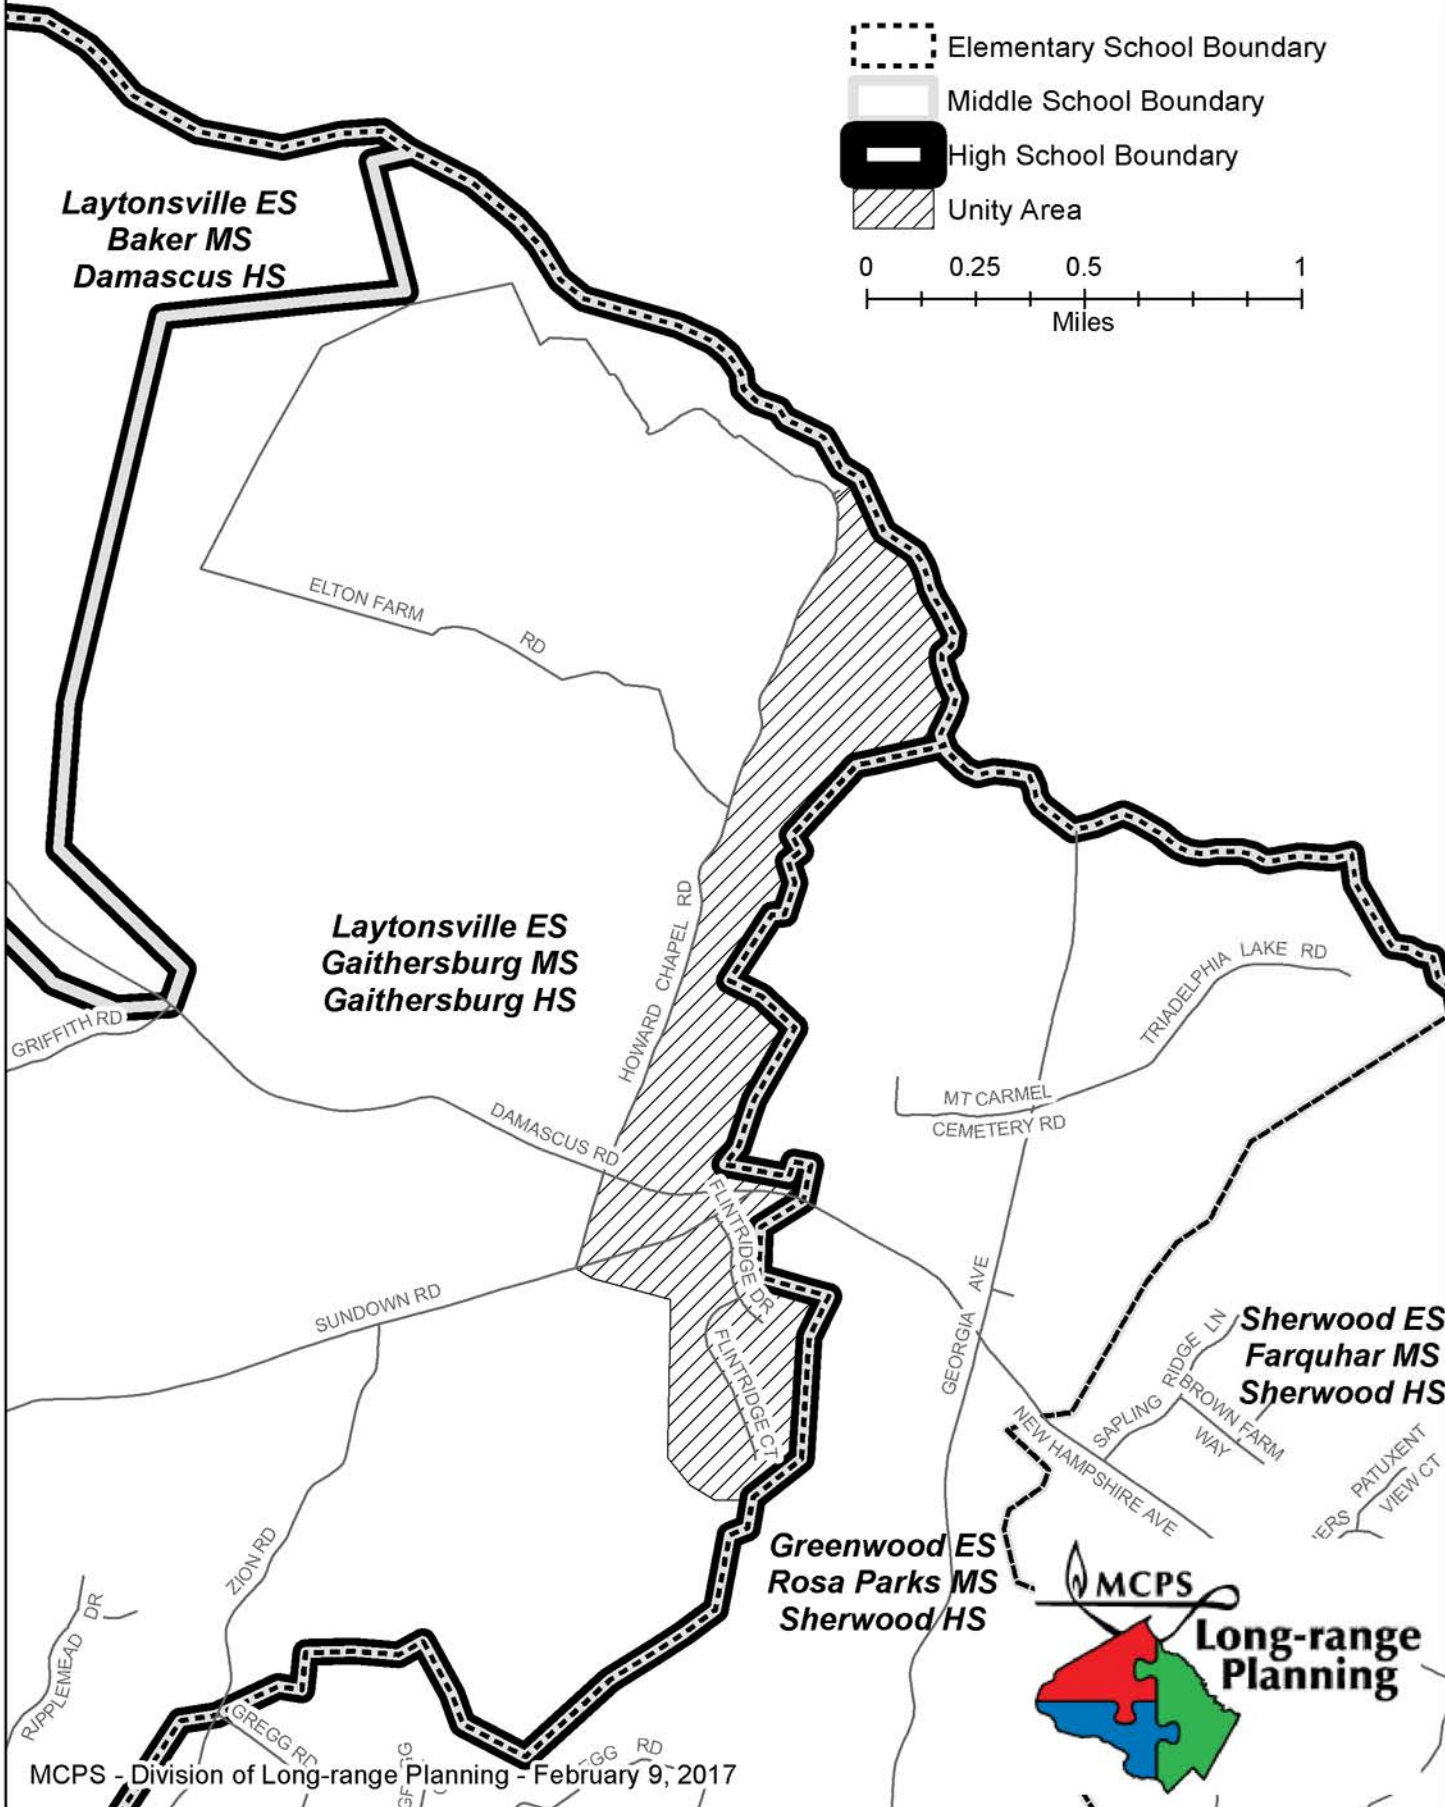 Elementary School Boundary
Middle School Boundary
High School Boundary
Unity Area
0 0.25 0.5 1
Miles
Laytonsville ES
Baker MS
Damascus HS
ELTON FARM RD
Laytonsville ES
Gaithersburg MS
Gaithersburg HS
HOWARD CHAPEL RD
TRIADELPHIA LAKE RD
GRIFFITH RD
MT CARMEL
CEMETERY RD
DAMASCUS RD
FLINTRIDGE DR
SUNDOWN RD
GEORGIA AVE
FLINTRIDGE CT
Sherwood ES
Farquhar MS
Sherwood HS
SAPLING RIDGE LN
BROWN FARM
WAY
NEW HAMPSHIRE AVE
PATUXENT
VIEW CT
ERS
Greenwood ES
Rosa Parks MS
Sherwood HS
ZION RD
RIPPLEMEAD DR
GREGG RD
GG RD
MCPS
Long-range
Planning
MCPS - Division of Long-range Planning - February 9, 2017